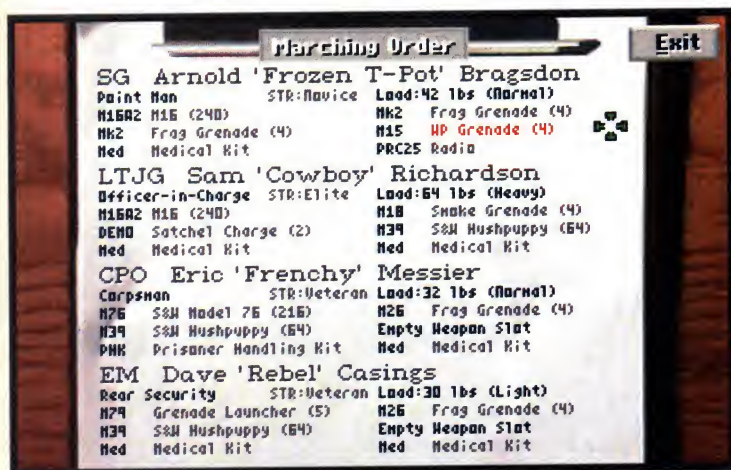 Marching Order
Exit
SG Arnold 'Frozen T-Pot' Bragsdon
Point Man STR:Novice Load:42 lbs (Normal)
M16A2 M16 (240) Mk2 Frag Grenade (4)
Mk2 Frag Grenade (4) M15 WP Grenade (4)
Med Medical Kit PRC25 Radio
LTJG Sam 'Cowboy' Richardson
Officer-in-Charge STR:Elite Load:64 lbs (Heavy)
M16A2 M16 (240) M18 Smoke Grenade (4)
DEMO Satchel Charge (2) M39 S&W Hushpuppy (64)
Med Medical Kit Med Medical Kit
CPO Eric 'Frenchy' Messier
Corpsman STR:Veteran Load:32 lbs (Normal)
M76 S&W Model 76 (216) M26 Frag Grenade (4)
M39 S&W Hushpuppy (64) Empty Weapon Slot
PHK Prisoner Handling Kit Med Medical Kit
EM Dave 'Rebel' Casings
Rear Security STR:Veteran Load:30 lbs (Light)
M79 Grenade Launcher (5) M26 Frag Grenade (4)
M39 S&W Hushpuppy (64) Empty Weapon Slot
Med Medical Kit Med Medical Kit